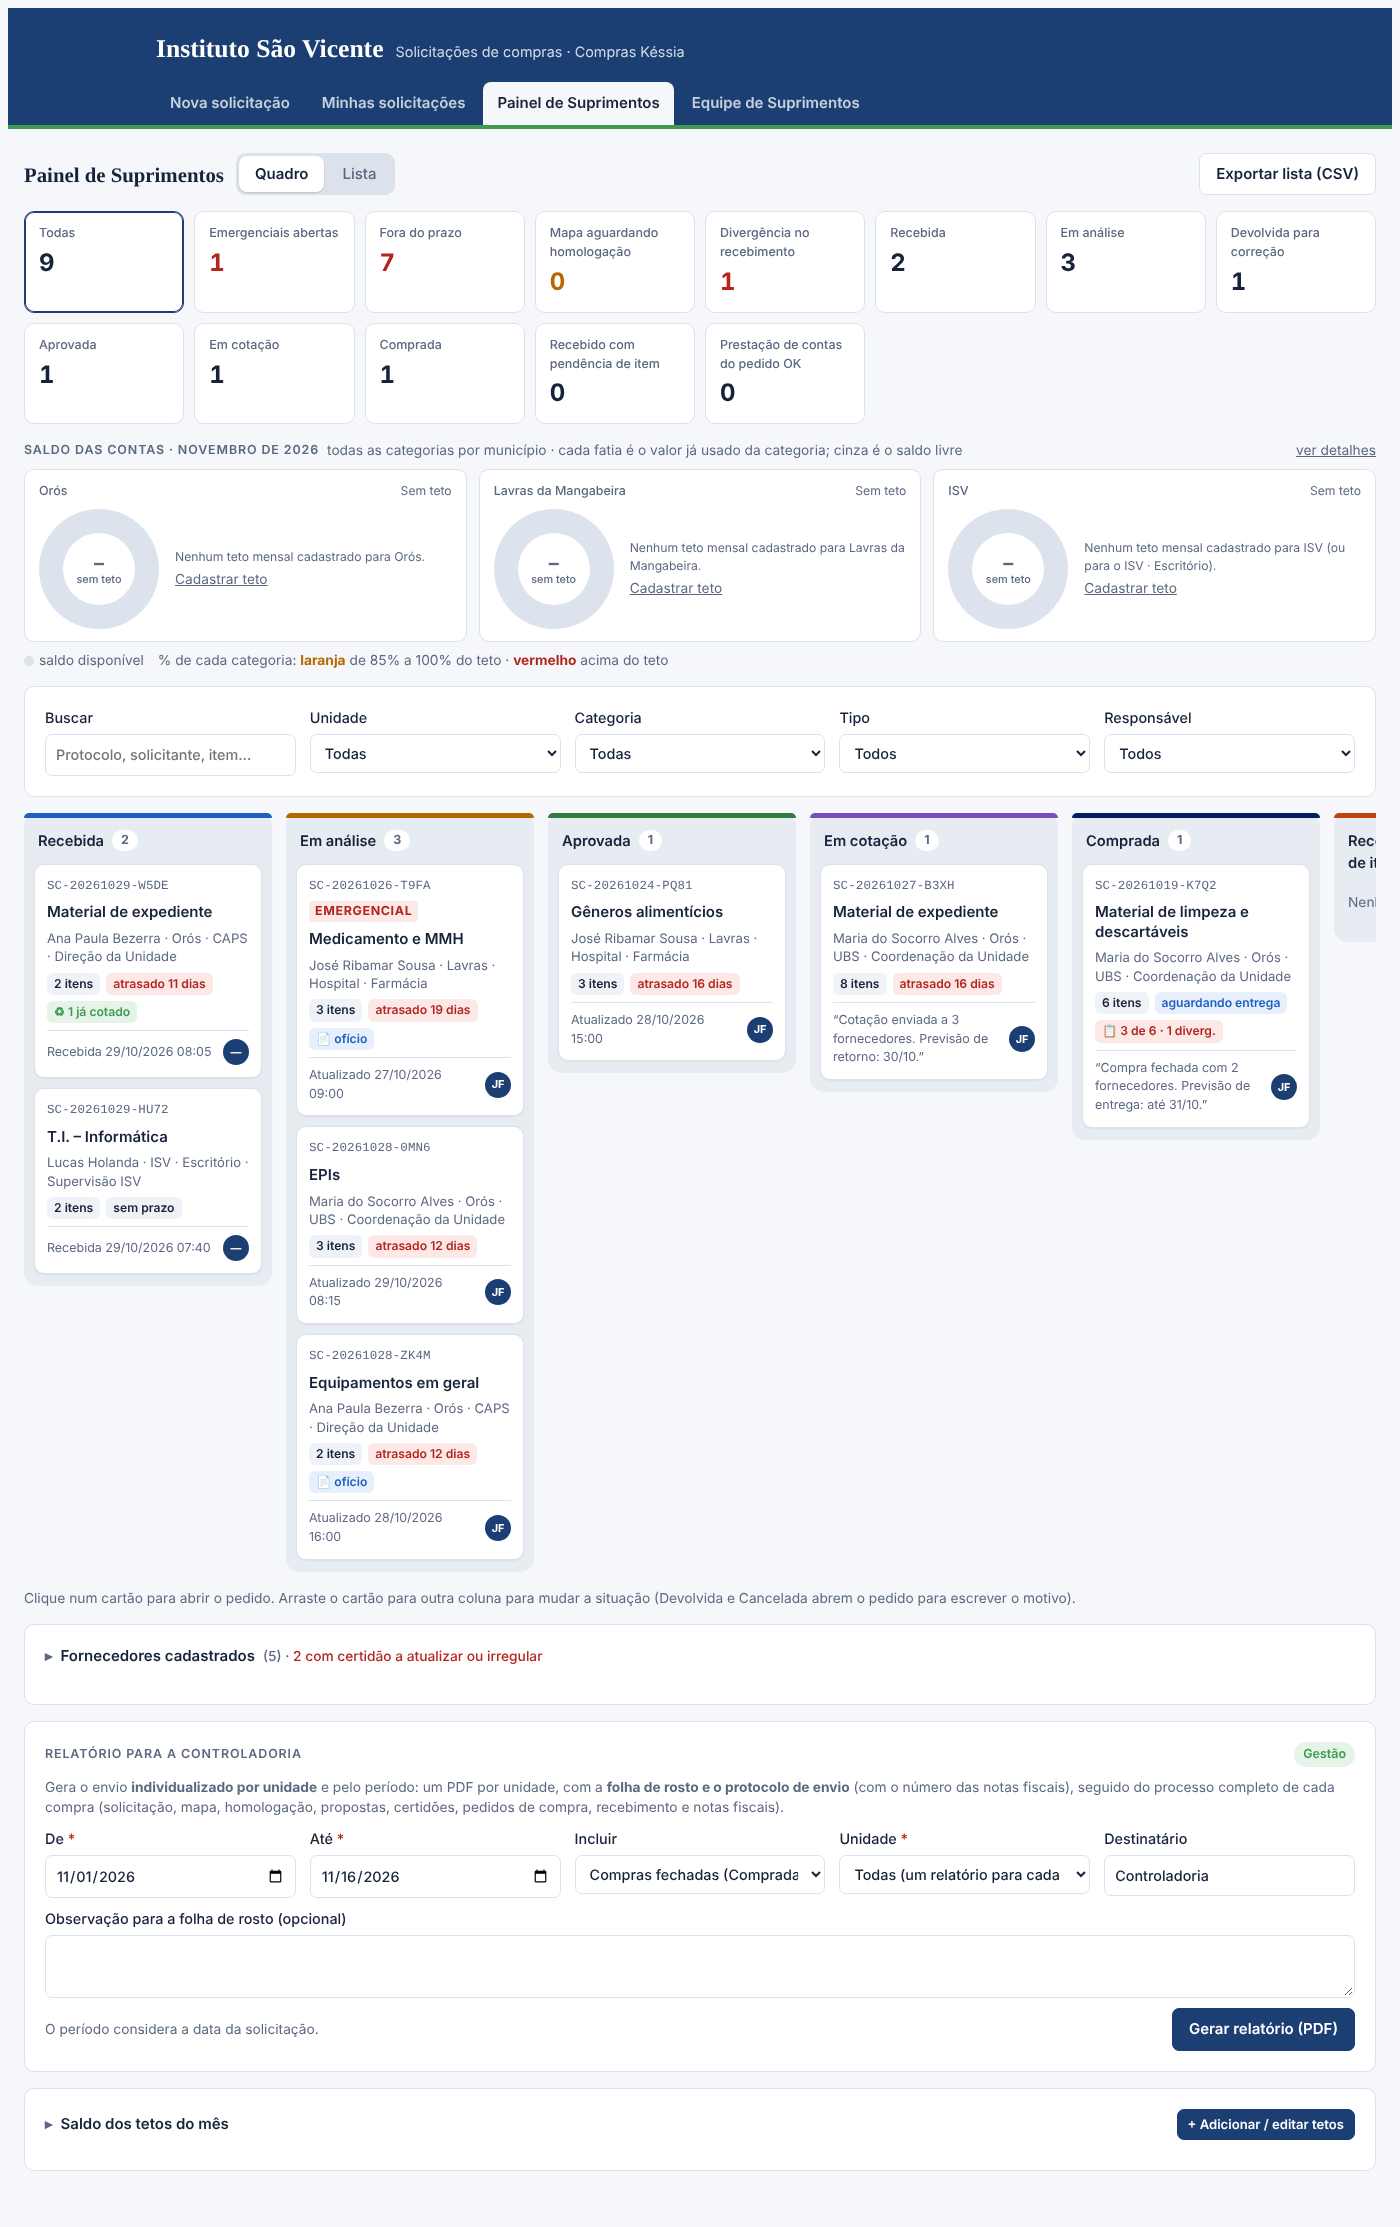 Instituto São Vicente Solicitações de compras · Compras Késsia
Nova solicitação Minhas solicitações Painel de Suprimentos Equipe de Suprimentos
Painel de Suprimentos Quadro Lista Exportar lista (CSV)
Todas
9
Emergenciais abertas
1
Fora do prazo
7
Mapa aguardando
homologação
0
Divergência no
recebimento
1
Recebida
2
Em análise
3
Devolvida para
correção
1
Aprovada
1
Em cotação
1
Comprada
1
Recebido com
pendência de item
0
Prestação de contas
do pedido OK
0
SALDO DAS CONTAS · NOVEMBRO DE 2026 todas as categorias por município · cada fatia é o valor já usado da categoria; cinza é o saldo livre ver detalhes
Orós Sem teto
–
sem teto
Nenhum teto mensal cadastrado para Orós.
Cadastrar teto
Lavras da Mangabeira Sem teto
–
sem teto
Nenhum teto mensal cadastrado para Lavras da
Mangabeira.
Cadastrar teto
ISV Sem teto
–
sem teto
Nenhum teto mensal cadastrado para ISV (ou
para o ISV · Escritório).
Cadastrar teto
saldo disponível % de cada categoria: laranja de 85% a 100% do teto · vermelho acima do teto
Buscar
Protocolo, solicitante, item...
Unidade
Todas
Categoria
Todas
Tipo
Todos
Responsável
Todos
Recebida 2
SC-20261029-W5DE
Material de expediente
Ana Paula Bezerra · Orós · CAPS
· Direção da Unidade
2 itens atrasado 11 dias
♻ 1 já cotado
Recebida 29/10/2026 08:05 —
SC-20261029-HU72
T.I. – Informática
Lucas Holanda · ISV · Escritório ·
Supervisão ISV
2 itens sem prazo
Recebida 29/10/2026 07:40 —
Em análise 3
SC-20261026-T9FA
EMERGENCIAL
Medicamento e MMH
José Ribamar Sousa · Lavras ·
Hospital · Farmácia
3 itens atrasado 19 dias
📄 ofício
Atualizado 27/10/2026
09:00
JF
SC-20261028-0MN6
EPIs
Maria do Socorro Alves · Orós ·
UBS · Coordenação da Unidade
3 itens atrasado 12 dias
Atualizado 29/10/2026
08:15
JF
SC-20261028-ZK4M
Equipamentos em geral
Ana Paula Bezerra · Orós · CAPS
· Direção da Unidade
2 itens atrasado 12 dias
📄 ofício
Atualizado 28/10/2026
16:00
JF
Aprovada 1
SC-20261024-PQ81
Gêneros alimentícios
José Ribamar Sousa · Lavras ·
Hospital · Farmácia
3 itens atrasado 16 dias
Atualizado 28/10/2026
15:00
JF
Em cotação 1
SC-20261027-B3XH
Material de expediente
Maria do Socorro Alves · Orós ·
UBS · Coordenação da Unidade
8 itens atrasado 16 dias
“Cotação enviada a 3
fornecedores. Previsão de
retorno: 30/10.”
JF
Comprada 1
SC-20261019-K7Q2
Material de limpeza e
descartáveis
Maria do Socorro Alves · Orós ·
UBS · Coordenação da Unidade
6 itens aguardando entrega
📋 3 de 6 · 1 diverg.
“Compra fechada com 2
fornecedores. Previsão de
entrega: até 31/10.”
JF
Clique num cartão para abrir o pedido. Arraste o cartão para outra coluna para mudar a situação (Devolvida e Cancelada abrem o pedido para escrever o motivo).
▸ Fornecedores cadastrados (5) · 2 com certidão a atualizar ou irregular
RELATÓRIO PARA A CONTROLADORIA Gestão
Gera o envio individualizado por unidade e pelo período: um PDF por unidade, com a folha de rosto e o protocolo de envio (com o número das notas fiscais), seguido do processo completo de cada
compra (solicitação, mapa, homologação, propostas, certidões, pedidos de compra, recebimento e notas fiscais).
De *
11/01/2026
Até *
11/16/2026
Incluir
Compras fechadas (Comprada
Unidade *
Todas (um relatório para cada
Destinatário
Controladoria
Observação para a folha de rosto (opcional)
O período considera a data da solicitação. Gerar relatório (PDF)
▸ Saldo dos tetos do mês + Adicionar / editar tetos